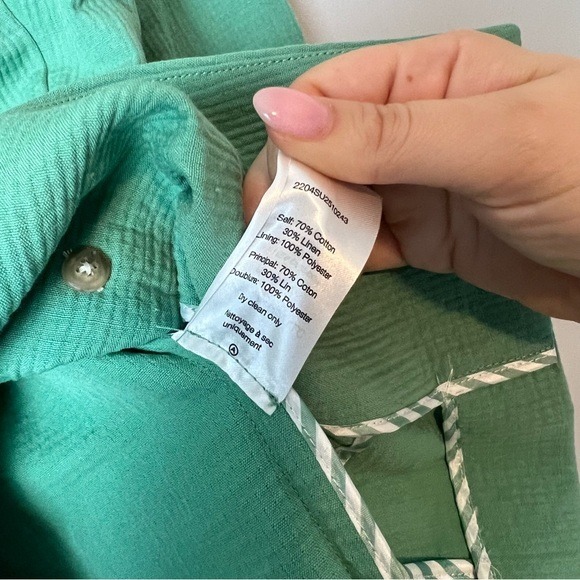 2204SU2510243
Self: 70% Cotton
30% Linen
Lining: 100% Polyester
Principal: 70% Coton
30% Lin
Doublure: 100% Polyester
Dry clean only
Nettoyage à sec
uniquement
A